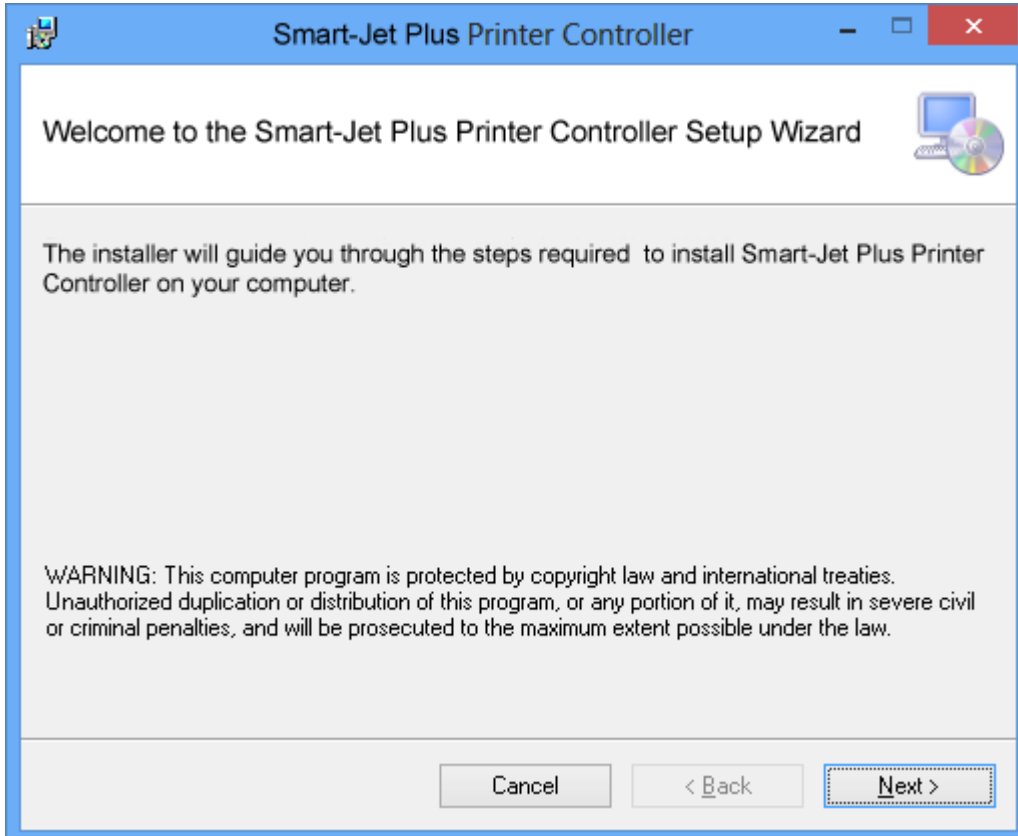 Smart-Jet Plus Printer Controller
Welcome to the Smart-Jet Plus Printer Controller Setup Wizard
The installer will guide you through the steps required  to install Smart-Jet Plus Printer
Controller on your computer.
WARNING: This computer program is protected by copyright law and international treaties.
Unauthorized duplication or distribution of this program, or any portion of it, may result in severe civil
or criminal penalties, and will be prosecuted to the maximum extent possible under the law.
Cancel < Back Next >